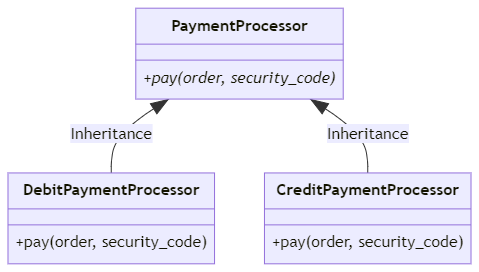 PaymentProcessor
+pay(order, security_code)
Inheritance
Inheritance
DebitPaymentProcessor
+pay(order, security_code)
CreditPaymentProcessor
+pay(order, security_code)